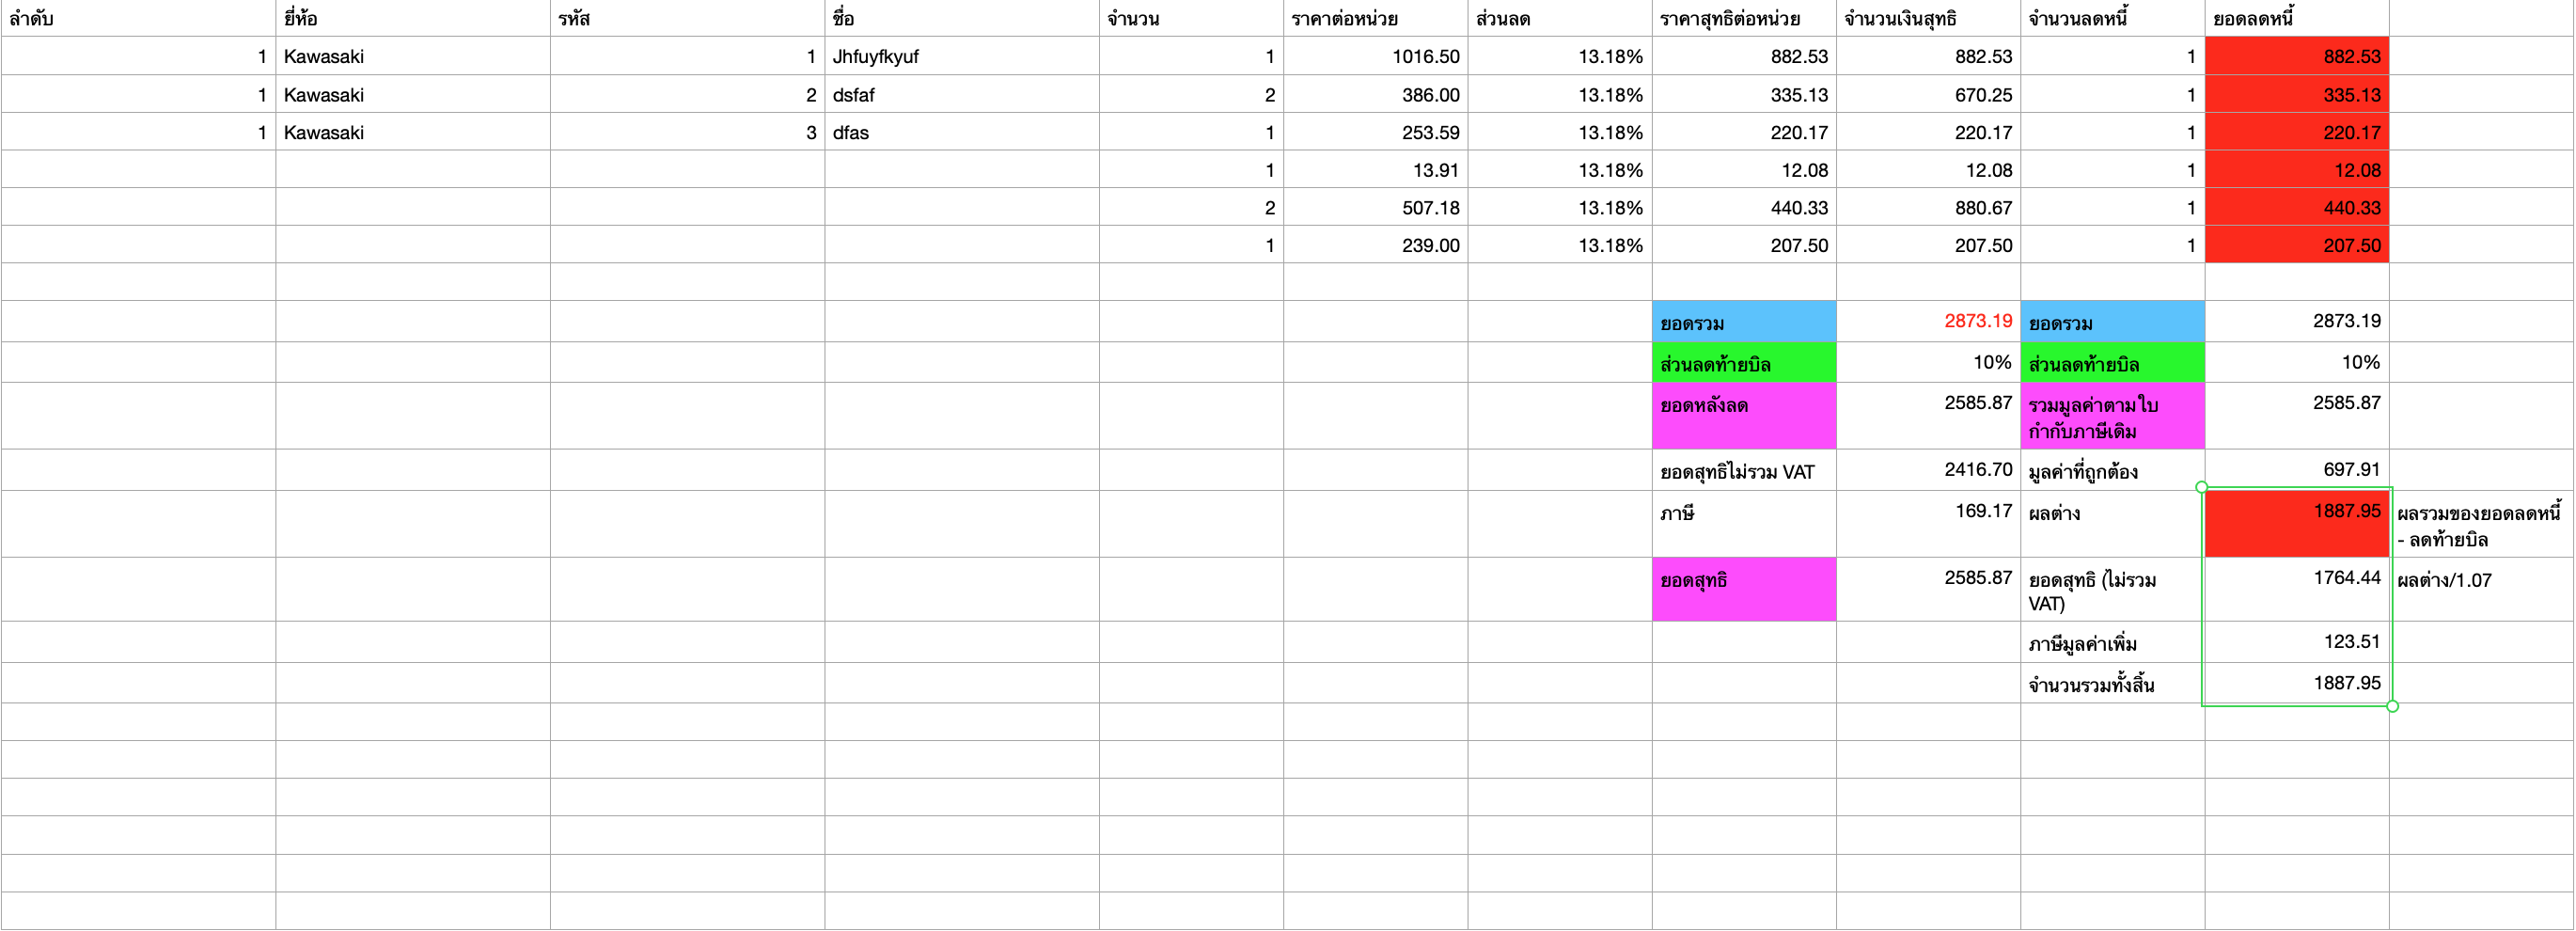 ลำดับ ยี่ห้อ รหัส ชื่อ จำนวน ราคาต่อหน่วย ส่วนลด ราคาสุทธิต่อหน่วย จำนวนเงินสุทธิ จำนวนลดหนี้ ยอดลดหนี้
1 Kawasaki 1 Jhfuyfkyuf 1 1016.50 13.18% 882.53 882.53 1 882.53
1 Kawasaki 2 dsfaf 2 386.00 13.18% 335.13 670.25 1 335.13
1 Kawasaki 3 dfas 1 253.59 13.18% 220.17 220.17 1 220.17
1 13.91 13.18% 12.08 12.08 1 12.08
2 507.18 13.18% 440.33 880.67 1 440.33
1 239.00 13.18% 207.50 207.50 1 207.50
ยอดรวม 2873.19 ยอดรวม 2873.19
ส่วนลดท้ายบิล 10% ส่วนลดท้ายบิล 10%
ยอดหลังลด 2585.87 รวมมูลค่าตามใบ 2585.87
กำกับภาษีเดิม
ยอดสุทธิไม่รวม VAT 2416.70 มูลค่าที่ถูกต้อง 697.91
ภาษี 169.17 ผลต่าง 1887.95 ผลรวมของยอดลดหนี้
- ลดท้ายบิล
ยอดสุทธิ 2585.87 ยอดสุทธิ (ไม่รวม 1764.44 ผลต่าง/1.07
VAT)
ภาษีมูลค่าเพิ่ม 123.51
จำนวนรวมทั้งสิ้น 1887.95